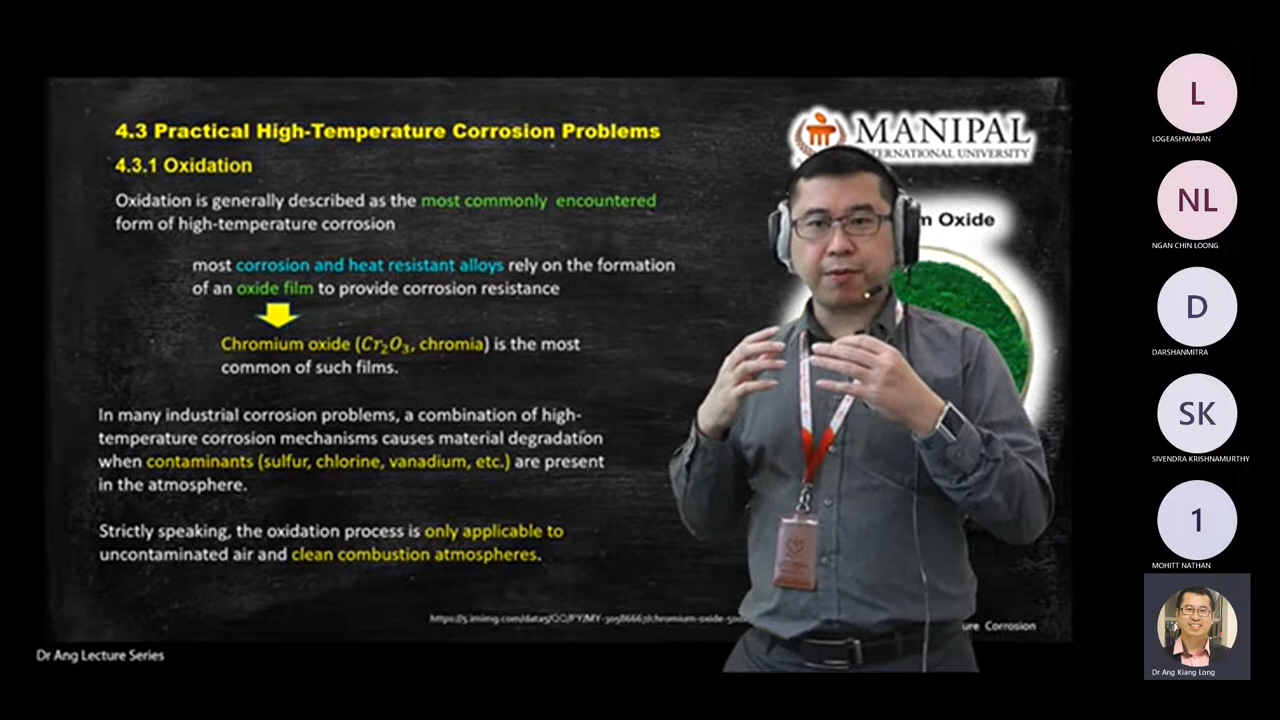 4.3 Practical High-Temperature Corrosion Problems
4.3.1 Oxidation
Oxidation is generally described as the most commonly encountered
form of high-temperature corrosion
most corrosion and heat resistant alloys rely on the formation
of an oxide film to provide corrosion resistance
Chromium oxide (Cr₂O₃, chromia) is the most
common of such films.
In many industrial corrosion problems, a combination of high-
temperature corrosion mechanisms causes material degradation
when contaminants (sulfur, chlorine, vanadium, etc.) are present
in the atmosphere.
Strictly speaking, the oxidation process is only applicable to
uncontaminated air and clean combustion atmospheres.
MANIPAL
INTERNATIONAL UNIVERSITY
Oxide
Corrosion
Dr Ang Lecture Series
L
LOGEASHWARAN
NL
NGAN CHIN LOONG
D
DARSHANMITRA
SK
SIVENDRA KRISHNAMURTHY
1
MOHITT NATHAN
Dr Ang Kiang Long